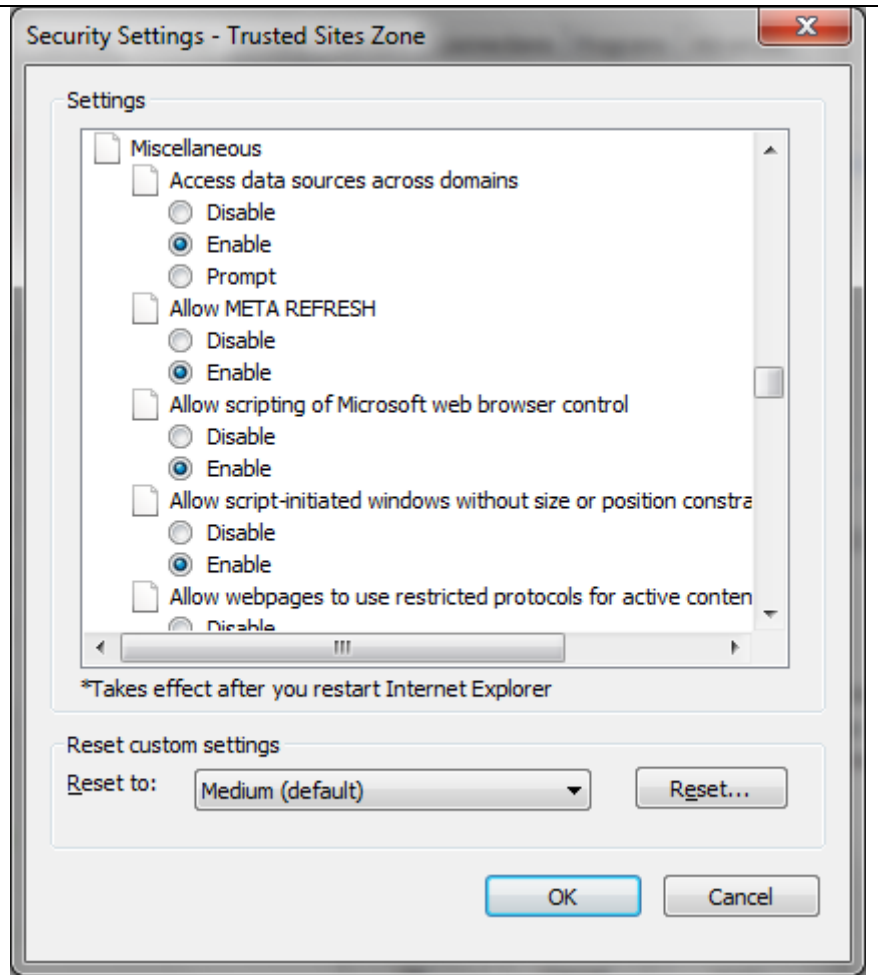 Security Settings - Trusted Sites Zone
Settings
Miscellaneous
Access data sources across domains
Disable
Enable
Prompt
Allow META REFRESH
Disable
Enable
Allow scripting of Microsoft web browser control
Disable
Enable
Allow script-initiated windows without size or position constra
Disable
Enable
Allow webpages to use restricted protocols for active conten
Disable
*Takes effect after you restart Internet Explorer
Reset custom settings
Reset to: Medium (default) Reset...
OK Cancel